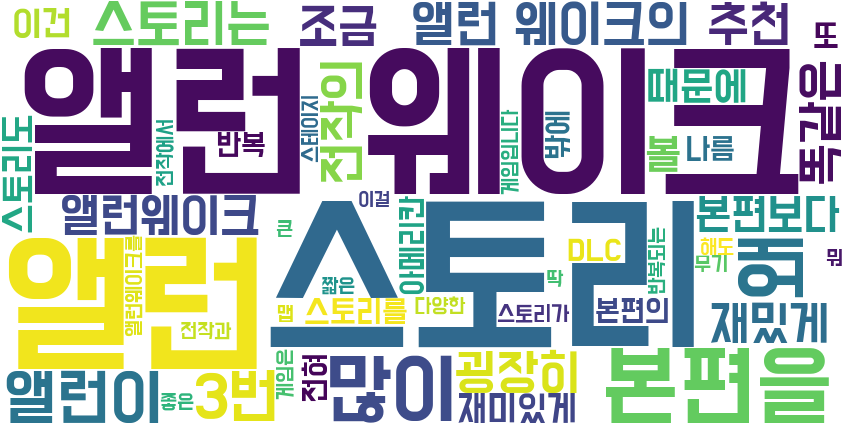 이건 스토리는 조금 앨런 웨이크의 추천 또
앨런 웨이크
전작인 때문에 똑같은
스토리도 전작에서 반복 스테이지 게임입니다 밖에 볼 나름
앨런웨이크 이걸 아메리칸 본편보다
앨런 스토리
앨런웨이크를 큰 DLC 반복되는 해도 왜 뭔
짧은 딱 무기
전작과 맵 스토리를 다양한 스토리가 본편의 재밌게
앨런이 좋은 3번 게임은 전혀 많이 굉장히 본편을
재미있게